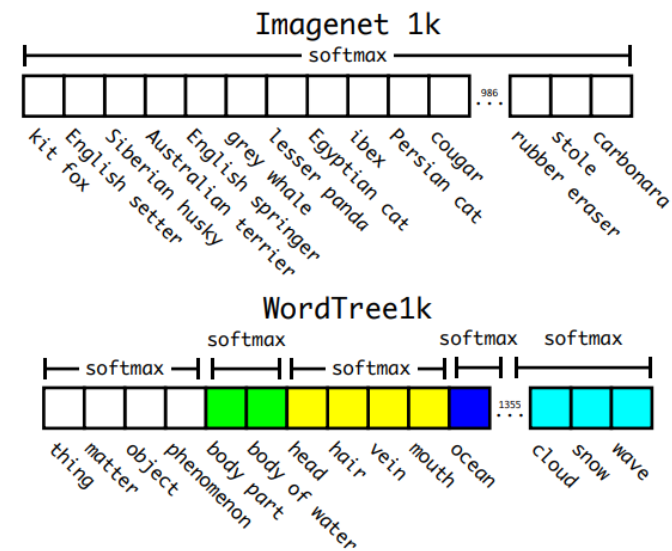 Imagenet 1k
softmax
986
...
kit fox
English setter
Siberian husky
Australian terrier
English springer
grey whale
lesser panda
Egyptian cat
ibex
Persian cat
cougar
rubber eraser
stole
carbonara
WordTree1k
softmax
softmax
softmax
softmax
softmax
1355
...
thing
matter
object
phenomenon
body part
body of water
head
hair
vein
mouth
ocean
cloud
snow
wave